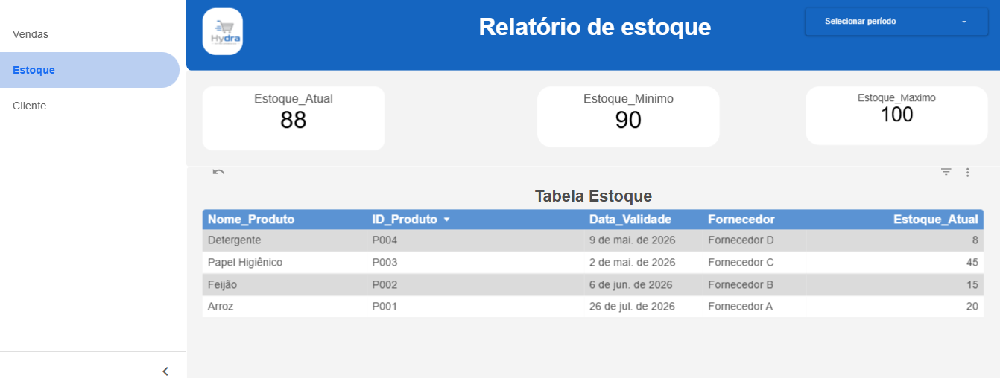 Vendas
Estoque
Cliente
Hydra
Relatório de estoque
Selecionar período
Estoque_Atual
88
Estoque_Minimo
90
Estoque_Maximo
100
Tabela Estoque
Nome_Produto ID_Produto Data_Validade Fornecedor Estoque_Atual
Detergente P004 9 de mai. de 2026 Fornecedor D 8
Papel Higiênico P003 2 de mai. de 2026 Fornecedor C 45
Feijão P002 6 de jun. de 2026 Fornecedor B 15
Arroz P001 26 de jul. de 2026 Fornecedor A 20